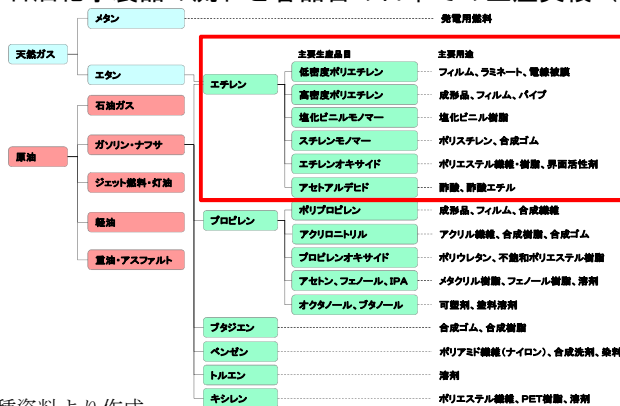 メタン 発電用燃料
天然ガス
エタン
主要生産品目 主要用途
エチレン
低密度ポリエチレン フィルム、ラミネート、電線被膜
高密度ポリエチレン 成形品、フィルム、パイプ
塩化ビニルモノマー 塩化ビニル樹脂
スチレンモノマー ポリスチレン、合成ゴム
エチレンオキサイド ポリエステル繊維・樹脂、界面活性剤
アセトアルデヒド 酢酸、酢酸エチル
石油ガス
原油
ガソリン・ナフサ
ジェット燃料・灯油
軽油
重油・アスファルト
プロピレン
ポリプロピレン 成形品、フィルム、合成繊維
アクリロニトリル アクリル繊維、合成樹脂、合成ゴム
プロピレンオキサイド ポリウレタン、不飽和ポリエステル樹脂
アセトン、フェノール、IPA メタクリル樹脂、フェノール樹脂、溶剤
オクタノール、ブタノール 可塑剤、塗料溶剤
ブタジエン 合成ゴム、合成樹脂
ベンゼン ポリアミド繊維(ナイロン)、合成洗剤、染料
トルエン 溶剤
キシレン ポリエステル繊維、PET樹脂、溶剤